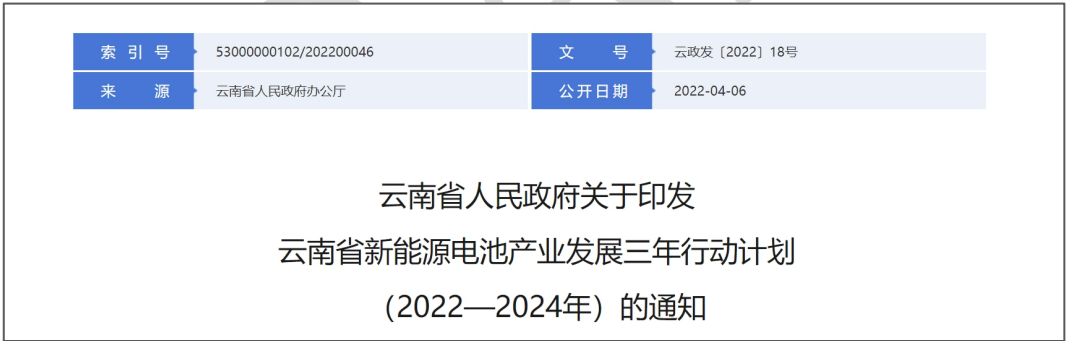 索引号 53000000102/202200046 文号 云政发〔2022〕18号
来源 云南省人民政府办公厅 公开日期 2022-04-06
云南省人民政府关于印发
云南省新能源电池产业发展三年行动计划
（2022—2024年）的通知